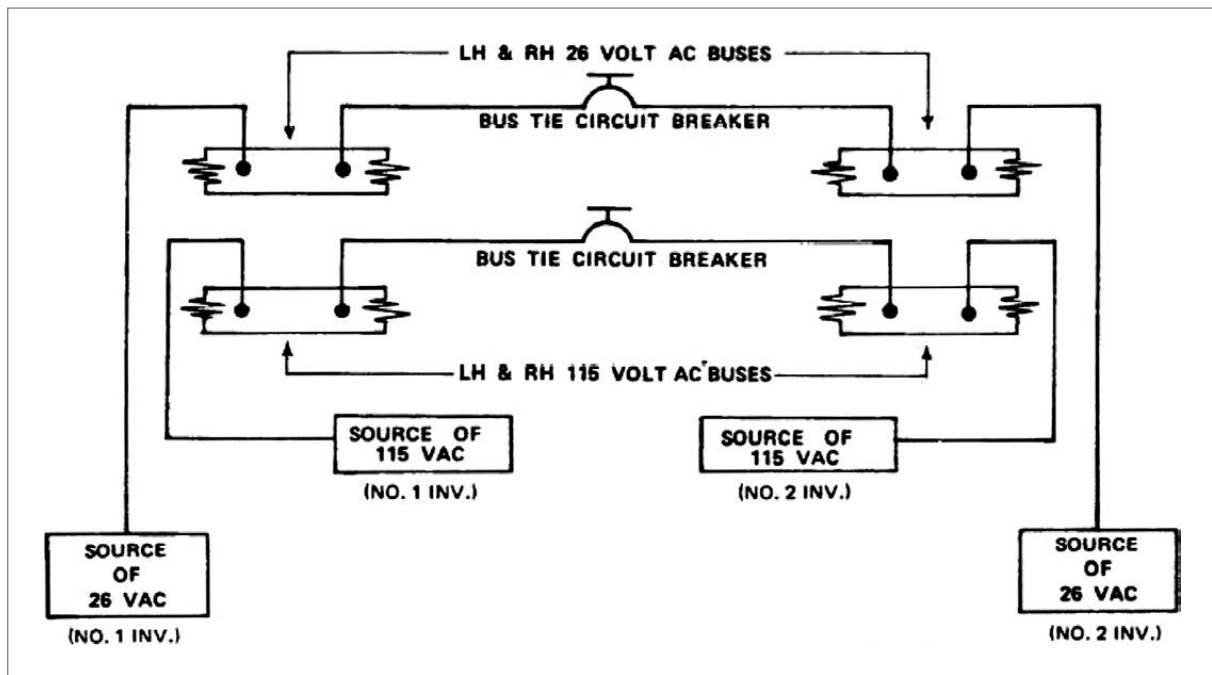 LH & RH 26 VOLT AC BUSES
BUS TIE CIRCUIT BREAKER
BUS TIE CIRCUIT BREAKER
LH & RH 115 VOLT AC BUSES
SOURCE OF
115 VAC
(NO. 1 INV.)
SOURCE OF
115 VAC
(NO. 2 INV.)
SOURCE
OF
26 VAC
(NO. 1 INV.)
SOURCE
OF
26 VAC
(NO. 2 INV.)